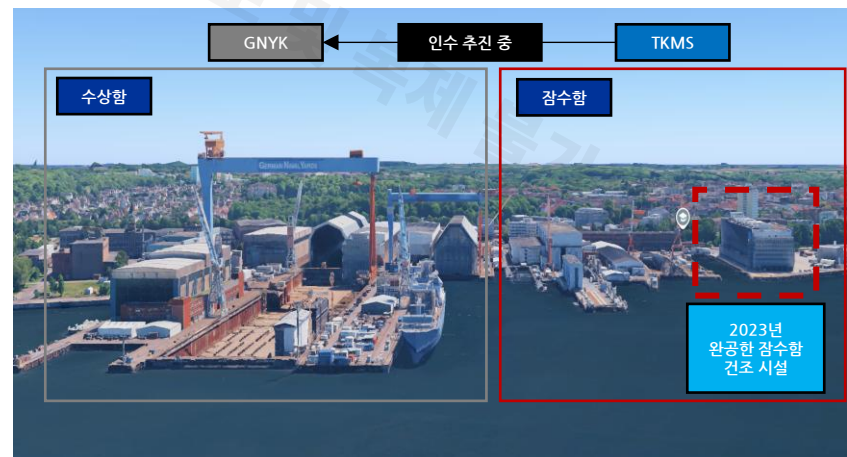 GNYK
인수 추진 중
TKMS
수상함
잠수함
GERMAN NAVAL YARDS
2023년
완공한 잠수함
건조 시설